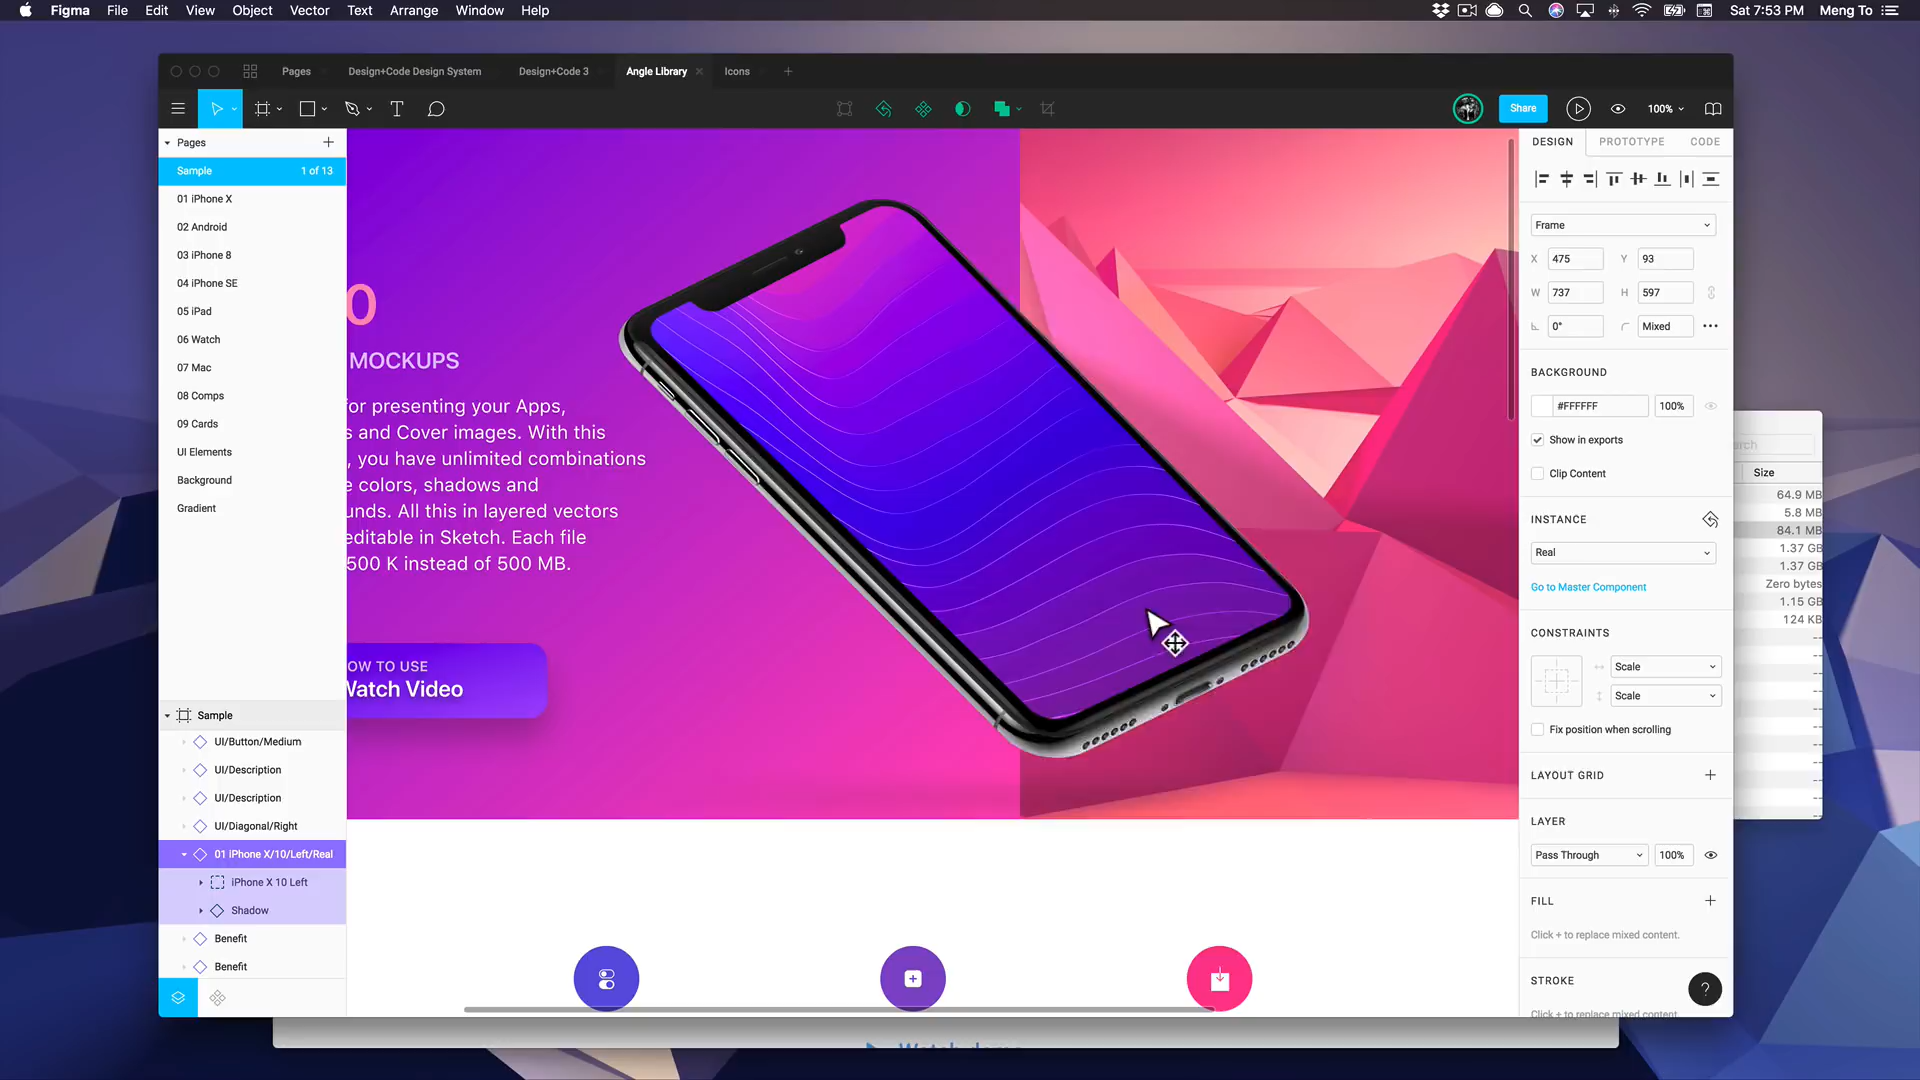 Figma File Edit View Object Vector Text Arrange Window Help
Sat 7:53 PM Meng To
Pages Design+Code Design System Design+Code 3 Angle Library Icons
Share 100%
Pages
Sample 1 of 13
01 iPhone X
02 Android
03 iPhone 8
04 iPhone SE
05 iPad
06 Watch
07 Mac
08 Comps
09 Cards
UI Elements
Background
Gradient
Sample
UI/Button/Medium
UI/Description
UI/Description
UI/Diagonal/Right
01 iPhone X/10/Left/Real
iPhone X 10 Left
Shadow
Benefit
Benefit
0
MOCKUPS
for presenting your Apps,
s and Cover images. With this
, you have unlimited combinations
e colors, shadows and
unds. All this in layered vectors
editable in Sketch. Each file
500 K instead of 500 MB.
OW TO USE
Watch Video
DESIGN PROTOTYPE CODE
Frame
X 475 Y 93
W 737 H 597
0° Mixed
BACKGROUND
#FFFFFF 100%
Show in exports
Clip Content
INSTANCE
Real
Go to Master Component
CONSTRAINTS
Scale
Scale
Fix position when scrolling
LAYOUT GRID
LAYER
Pass Through 100%
FILL
Click + to replace mixed content.
STROKE
Click + to replace mixed content.
?
arch
Size
64.9 MB
5.8 MB
84.1 MB
1.37 GB
1.37 GB
Zero bytes
1.15 GB
124 KB
Watch demo